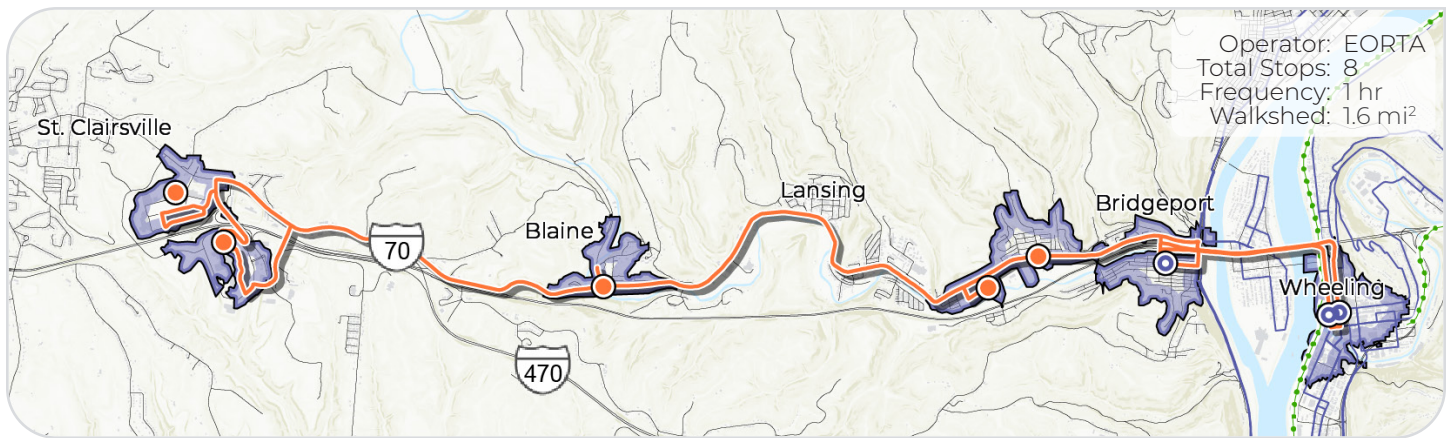 Operator: EORTA
Total Stops: 8
Frequency: 1 hr
Walkshed: 1.6 mi²
St. Clairsville
Lansing
Bridgeport
Blaine
70
Wheeling
470